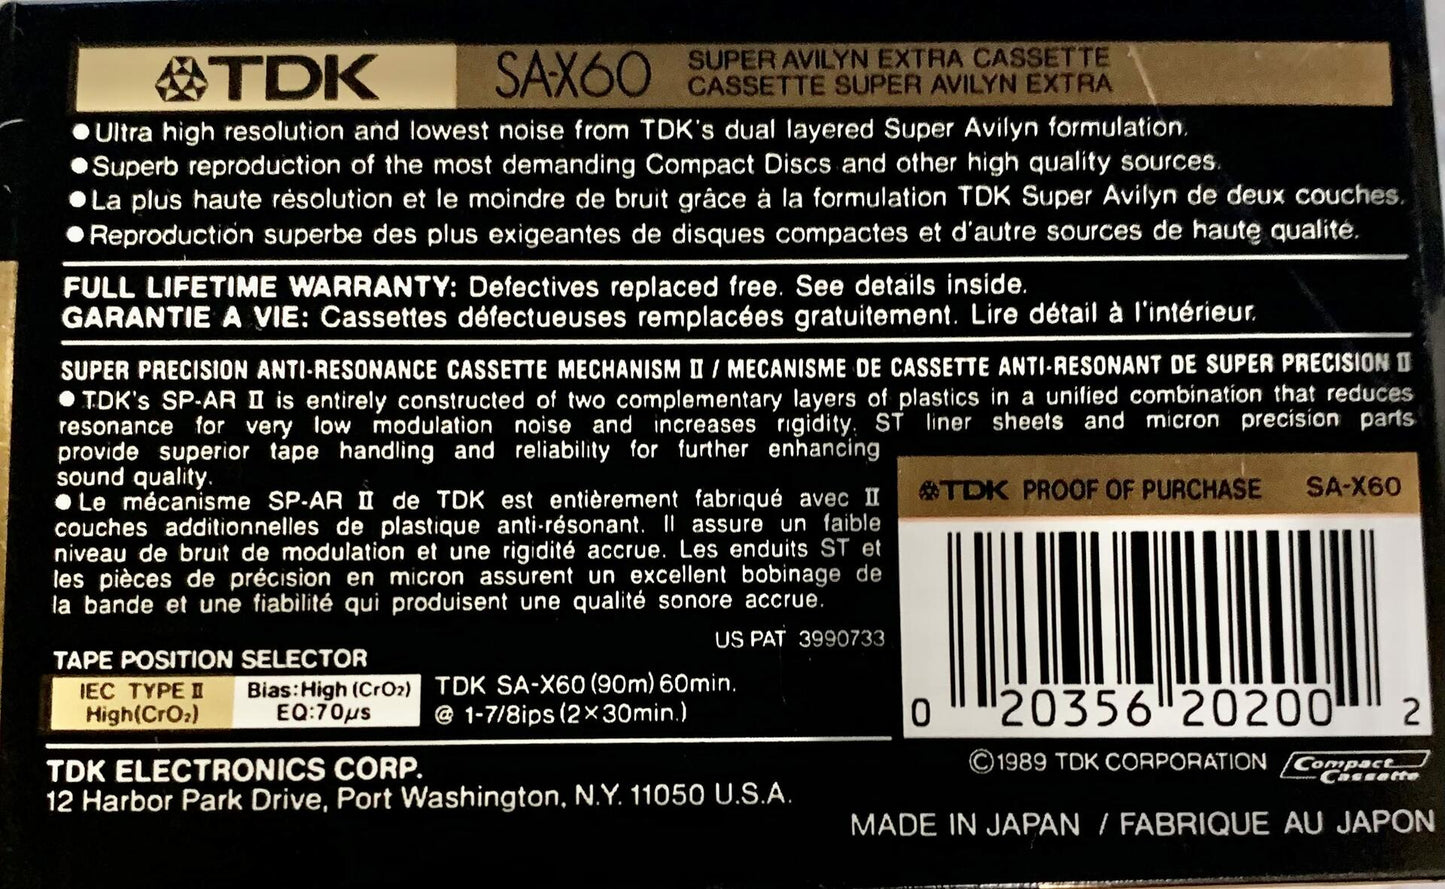 TDK SA-X60 SUPER AVILYN EXTRA CASSETTE
CASSETTE SUPER AVILYN EXTRA
●Ultra high resolution and lowest noise from TDK's dual layered Super Avilyn formulation.
●Superb reproduction of the most demanding Compact Discs and other high quality sources.
●La plus haute résolution et le moindre de bruit grâce à la formulation TDK Super Avilyn de deux couches.
●Reproduction superbe des plus exigeantes de disques compactes et d'autre sources de haute qualité.
FULL LIFETIME WARRANTY: Defectives replaced free. See details inside.
GARANTIE A VIE: Cassettes défectueuses remplacées gratuitement. Lire détail à l'intérieur.
SUPER PRECISION ANTI-RESONANCE CASSETTE MECHANISM II / MECANISME DE CASSETTE ANTI-RESONANT DE SUPER PRECISION II
● TDK's SP-AR II is entirely constructed of two complementary layers of plastics in a unified combination that reduces
resonance for very low modulation noise and increases rigidity. ST liner sheets and micron precision parts
provide superior tape handling and reliability for further enhancing
sound quality.
● Le mécanisme SP-AR II de TDK est entièrement fabriqué avec II
couches additionnelles de plastique anti-résonant. Il assure un faible
niveau de bruit de modulation et une rigidité accrue. Les enduits ST et
les pièces de précision en micron assurent un excellent bobinage de
la bande et une fiabilité qui produisent une qualité sonore accrue.
US PAT 3990733
TDK PROOF OF PURCHASE SA-X60
0 20356 20200 2
TAPE POSITION SELECTOR
IEC TYPE II
High(CrO₂)
Bias:High (CrO₂)
EQ:70μs
TDK SA-X60 (90m) 60min.
@ 1-7/8ips (2×30min.)
TDK ELECTRONICS CORP.
12 Harbor Park Drive, Port Washington, N.Y. 11050 U.S.A.
©1989 TDK CORPORATION
Compact
Cassette
MADE IN JAPAN / FABRIQUE AU JAPON